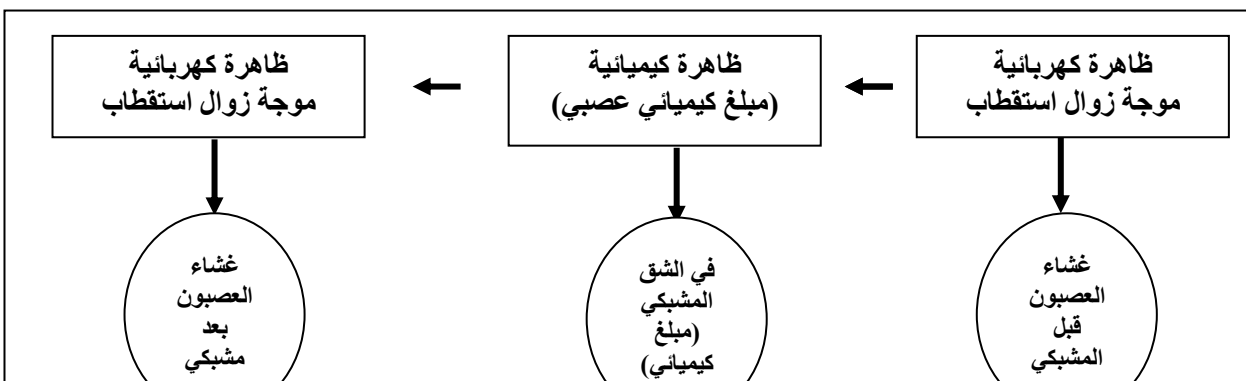 ظاهرة كهربائية
موجة زوال استقطاب
ظاهرة كيميائية
(مبلغ كيميائي عصبي)
ظاهرة كهربائية
موجة زوال استقطاب
غشاء
العصبون
قبل
المشبكي
في الشق
المشبكي
(مبلغ
كيميائي)
غشاء
العصبون
بعد
مشبكي